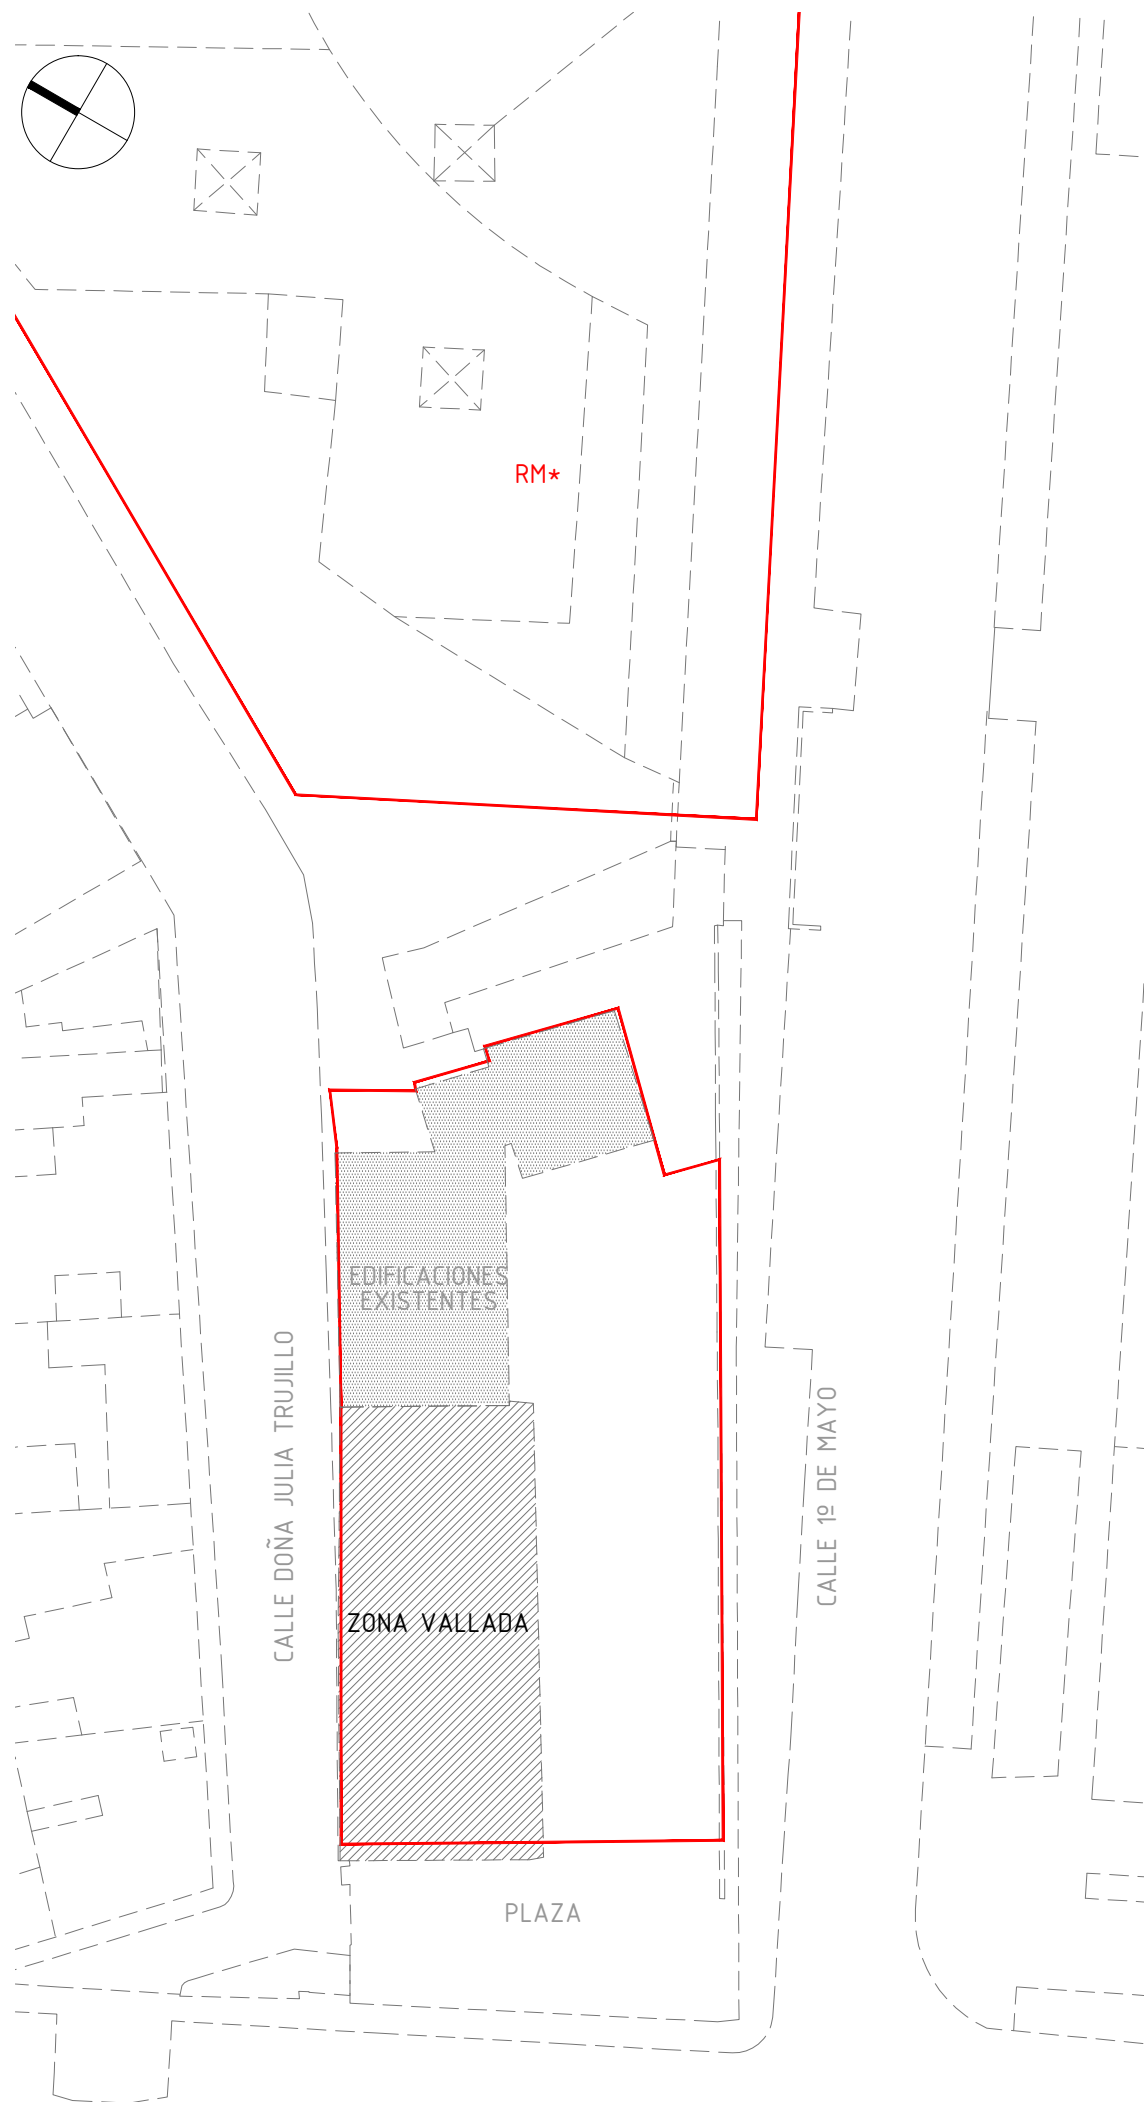 RM*
EDIFICACIONES
EXISTENTES
CALLE DOÑA JULIA TRUJILLO
CALLE 1º DE MAYO
ZONA VALLADA
PLAZA